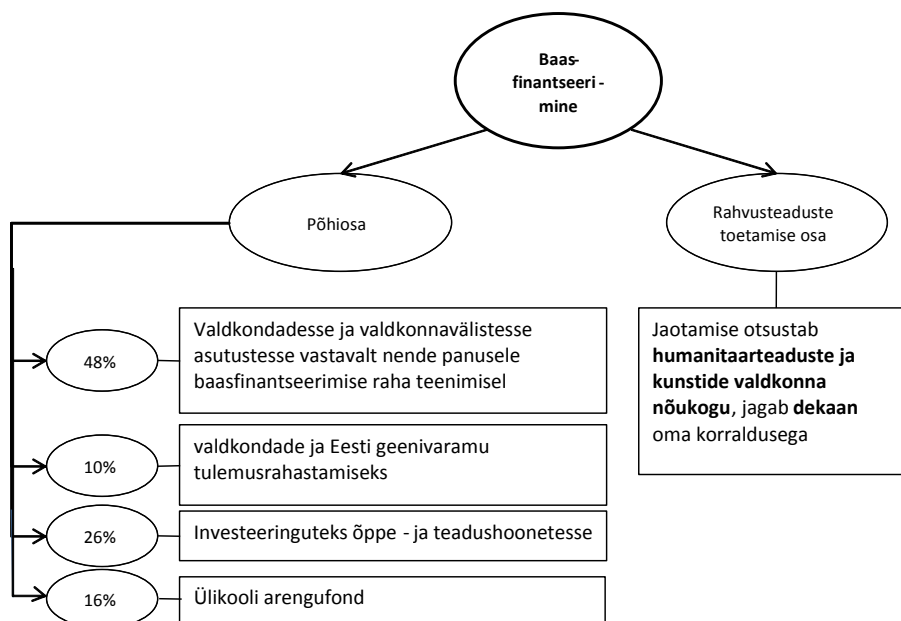 Baas-
finantseeri -
mine
Põhiosa
Rahvusteaduste
toetamise osa
48%
Valdkondadesse ja valdkonnavälistesse
asutustesse vastavalt nende panusele
baasfinantseerimise raha teenimisel
10%
valdkondade ja Eesti geenivaramu
tulemusrahastamiseks
26%
Investeeringuteks õppe - ja teadushoonetesse
16%
Ülikooli arengufond
Jaotamise otsustab
humanitaarteaduste ja
kunstide valdkonna
nõukogu, jagab dekaan
oma korraldusega